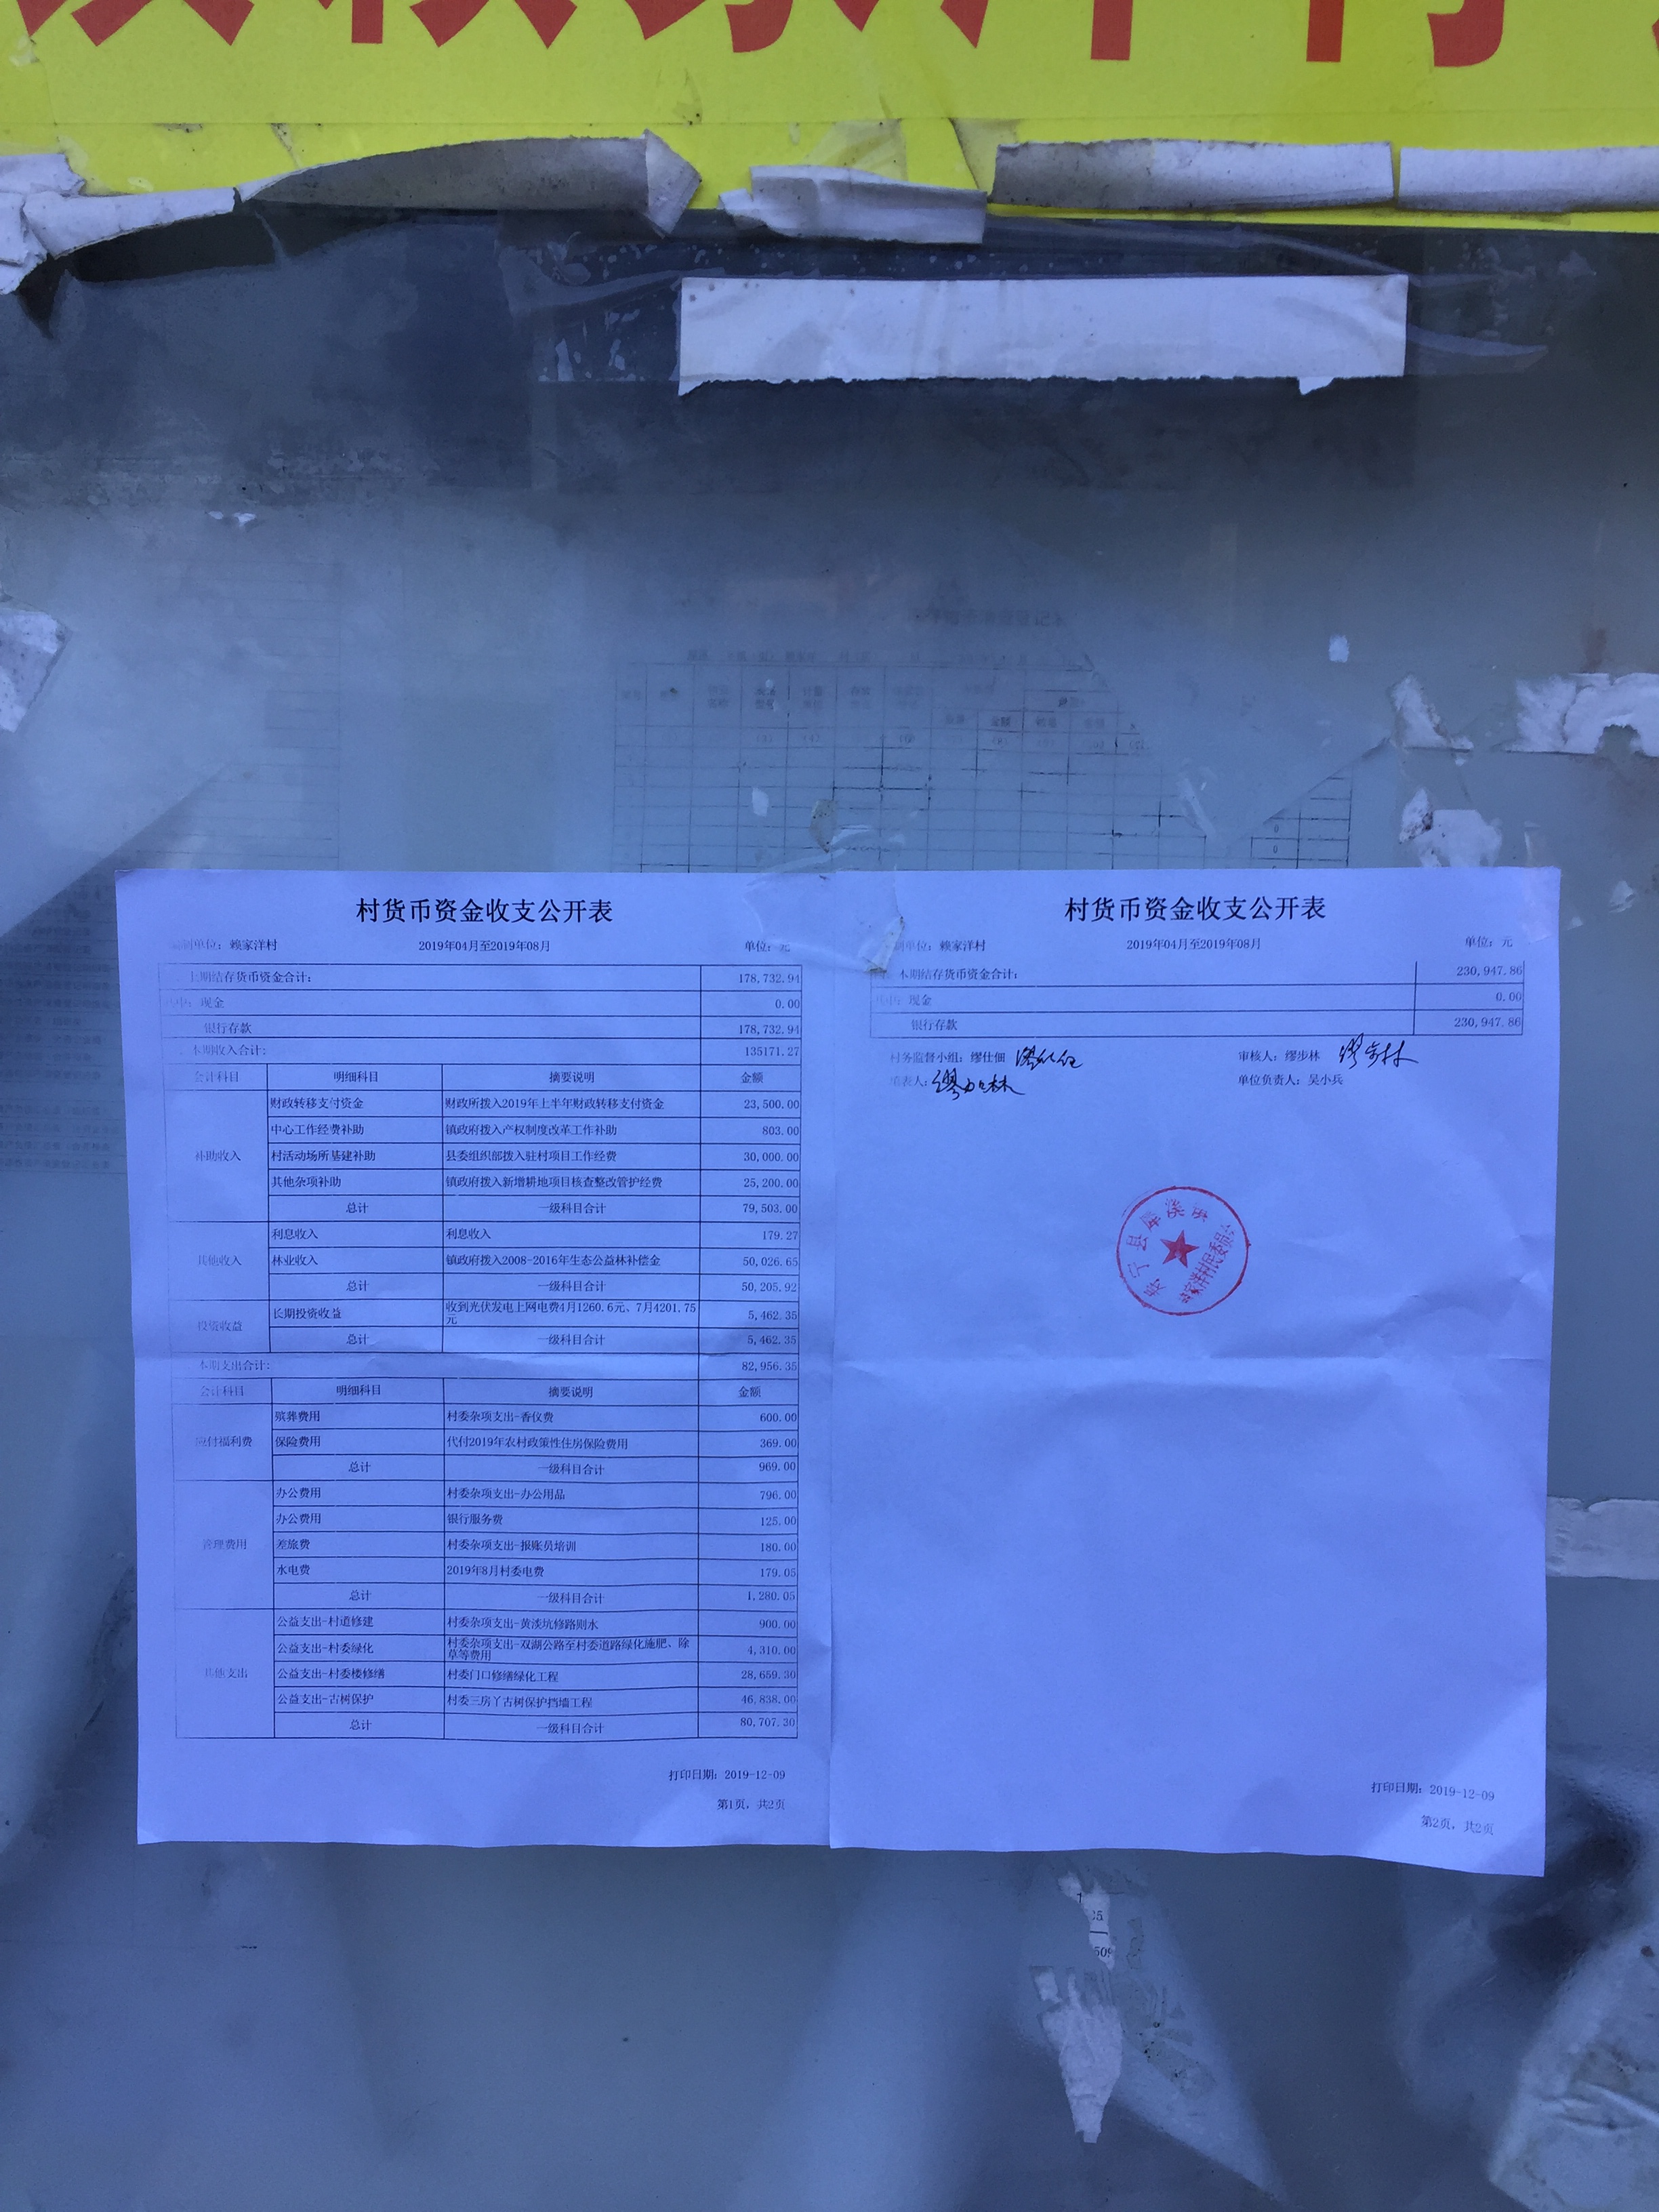 村货币资金收支公开表
制单位：赖家洋村 2019年04月至2019年08月 单位：元
上期结存货币资金合计： 178,732.94
其中：现金 0.00
银行存款 178,732.94
本期收入合计： 135171.27
会计科目 明细科目 摘要说明 金额
补助收入
财政转移支付资金 财政所拨入2019年上半年财政转移支付资金 23,500.00
中心工作经费补助 镇政府拨入产权制度改革工作补助 803.00
村活动场所基建补助 县委组织部拨入驻村项目工作经费 30,000.00
其他杂项补助 镇政府拨入新增耕地项目核查整改管护经费 25,200.00
总计 一级科目合计 79,503.00
其他收入
利息收入 利息收入 179.27
林业收入 镇政府拨入2008-2016年生态公益林补偿金 50,026.65
总计 一级科目合计 50,205.92
投资收益
长期投资收益 收到光伏发电上网电费4月1260.6元、7月4201.75
元 5,462.35
总计 一级科目合计 5,462.35
本期支出合计： 82,956.35
会计科目 明细科目 摘要说明 金额
应付福利费
殡葬费用 村委杂项支出-香仪费 600.00
保险费用 代付2019年农村政策性住房保险费用 369.00
总计 一级科目合计 969.00
管理费用
办公费用 村委杂项支出-办公用品 796.00
办公费用 银行服务费 125.00
差旅费 村委杂项支出-报账员培训 180.00
水电费 2019年8月村委电费 179.05
总计 一级科目合计 1,280.05
其他支出
公益支出-村道修建 村委杂项支出-黄淡坑修路则水 900.00
公益支出-村委绿化 村委杂项支出-双湖公路至村委道路绿化施肥、除
草等费用 4,310.00
公益支出-村委楼修缮 村委门口修缮绿化工程 28,659.30
公益支出-古树保护 村委三房丫古树保护挡墙工程 46,838.00
总计 一级科目合计 80,707.30
打印日期：2019-12-09
第1页，共2页
村货币资金收支公开表
制单位：赖家洋村 2019年04月至2019年08月 单位：元
本期结存货币资金合计： 230,947.86
其中：现金 0.00
银行存款 230,947.86
村务监督小组：缪仕佃 审核人：缪步林 缪步林
填表人： 单位负责人：吴小兵
打印日期：2019-12-09
第2页，共2页